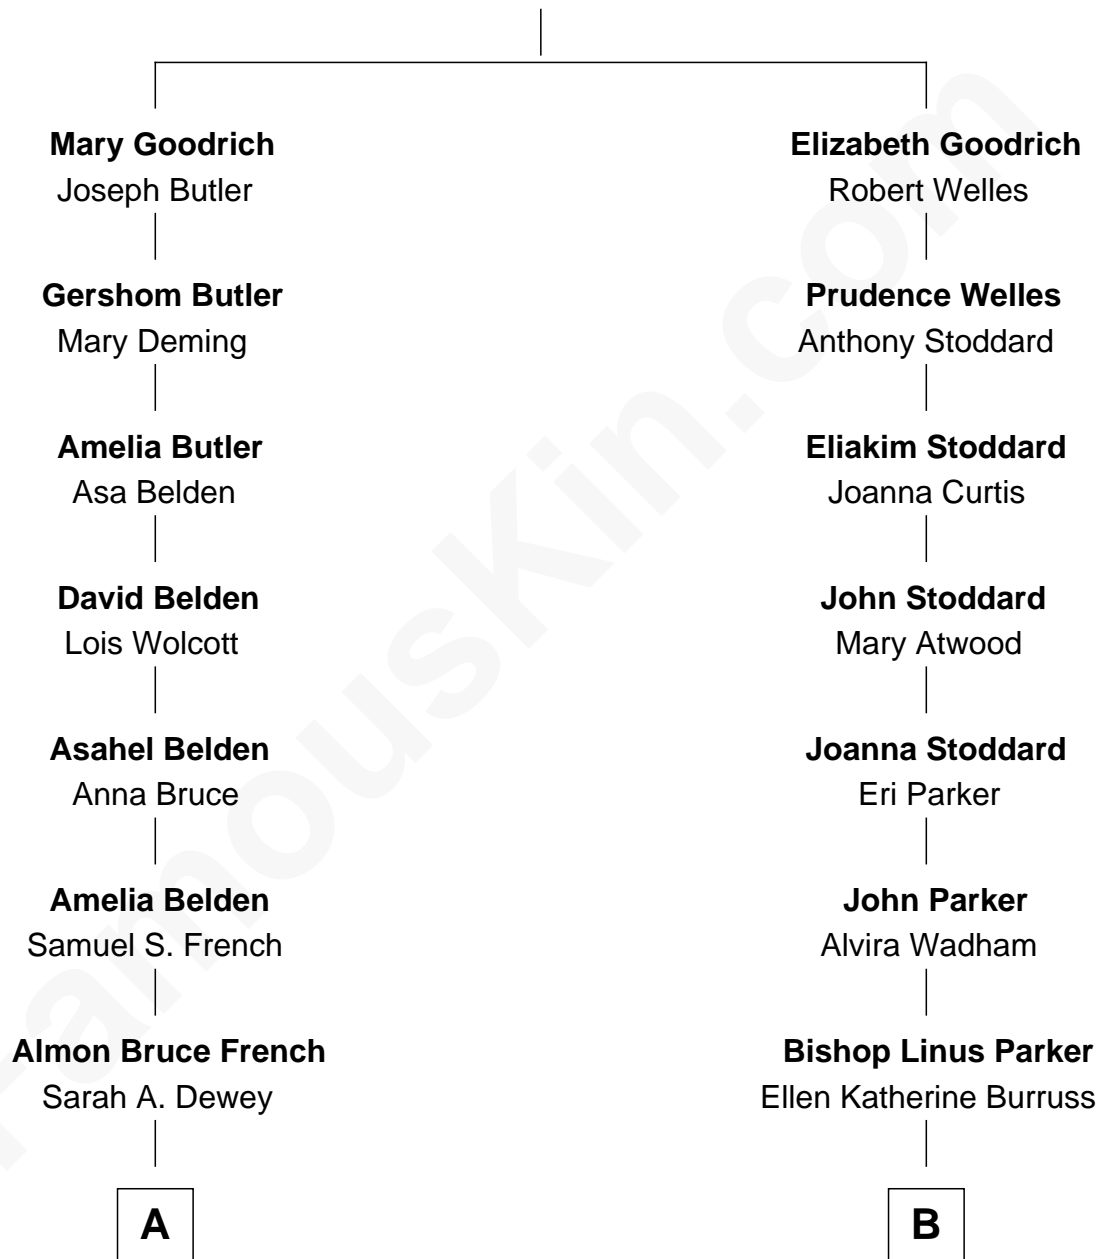 Mary Goodrich
Joseph Butler
Elizabeth Goodrich
Robert Welles
Gershom Butler
Mary Deming
Prudence Welles
Anthony Stoddard
Amelia Butler
Asa Belden
Eliakim Stoddard
Joanna Curtis
David Belden
Lois Wolcott
John Stoddard
Mary Atwood
Asahel Belden
Anna Bruce
Joanna Stoddard
Eri Parker
Amelia Belden
Samuel S. French
John Parker
Alvira Wadham
Almon Bruce French
Sarah A. Dewey
Bishop Linus Parker
Ellen Katherine Burruss
A
B
FamousKin.com